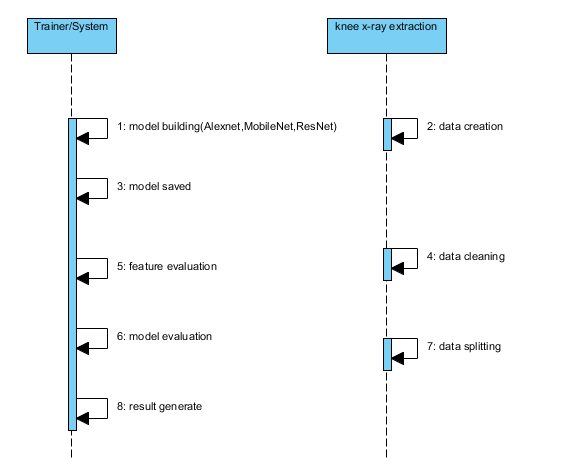 Trainer/System
knee x-ray extraction
1: model building(Alexnet,MobileNet,ResNet)
2: data creation
3: model saved
4: data cleaning
5: feature evaluation
6: model evaluation
7: data splitting
8: result generate